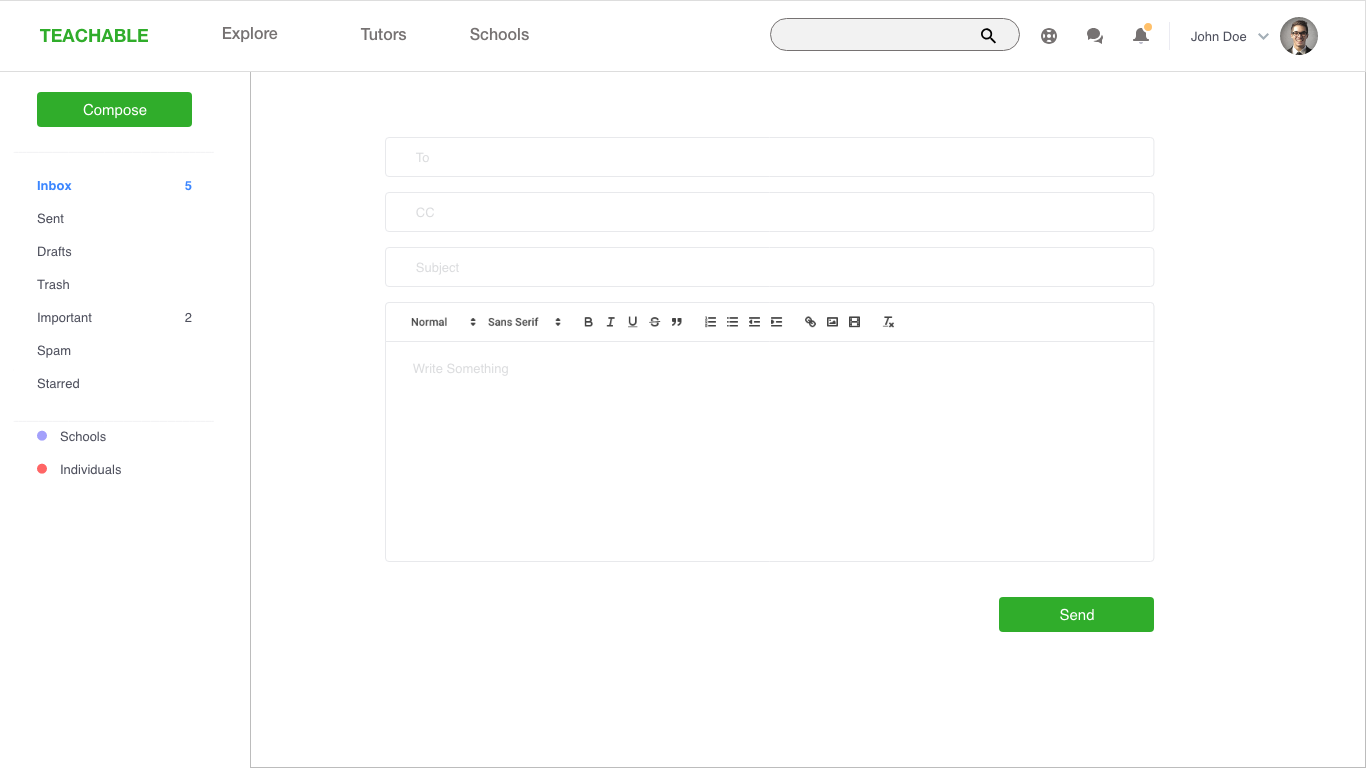 TEACHABLE
Explore
Tutors
Schools
John Doe
Compose
Inbox 5
Sent
Drafts
Trash
Important 2
Spam
Starred
Schools
Individuals
To
CC
Subject
Normal Sans Serif
Write Something
Send